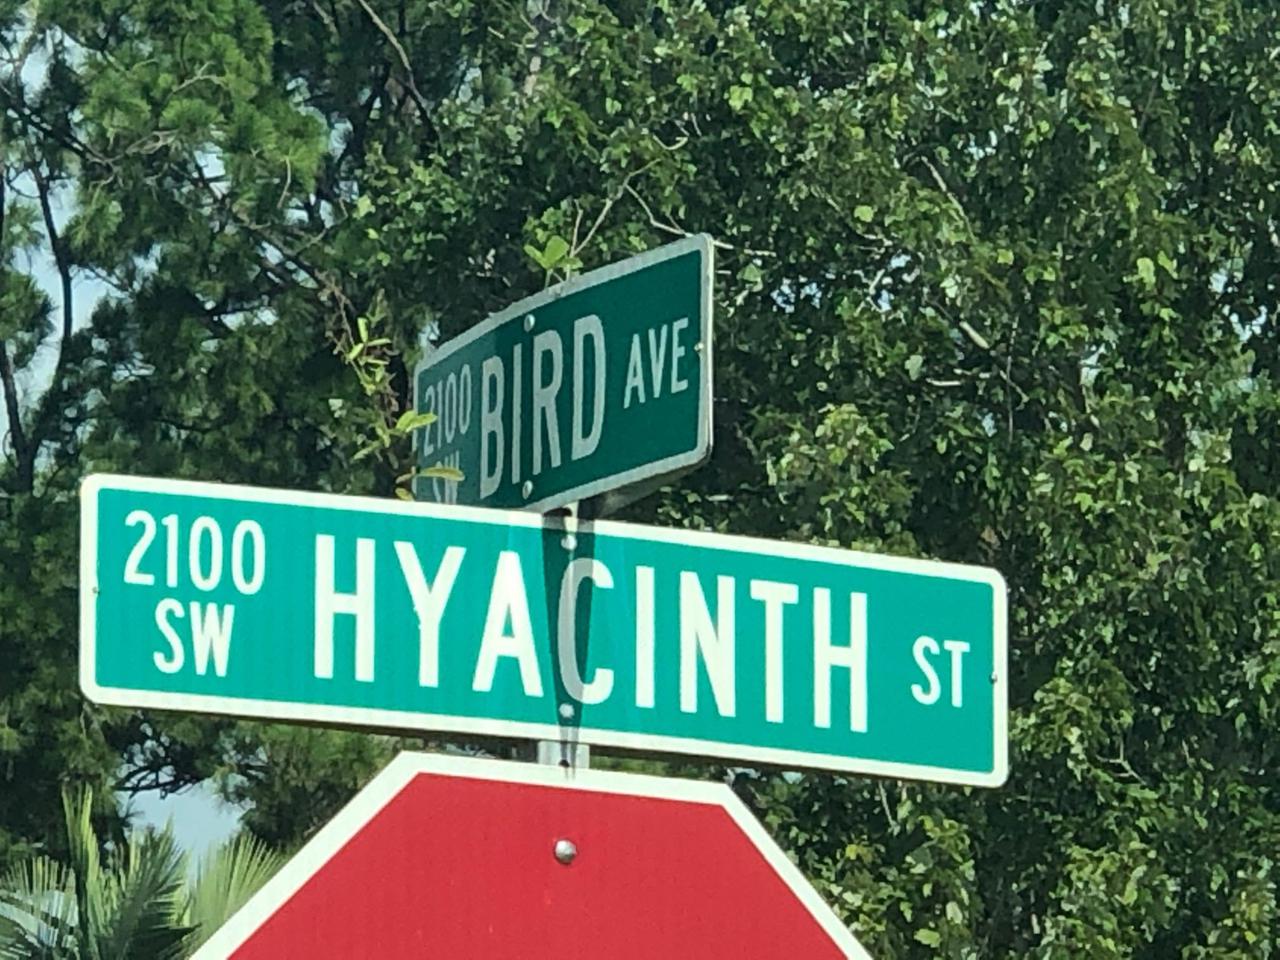 2100 BIRD AVE
SW
2100 HYACINTH ST
SW